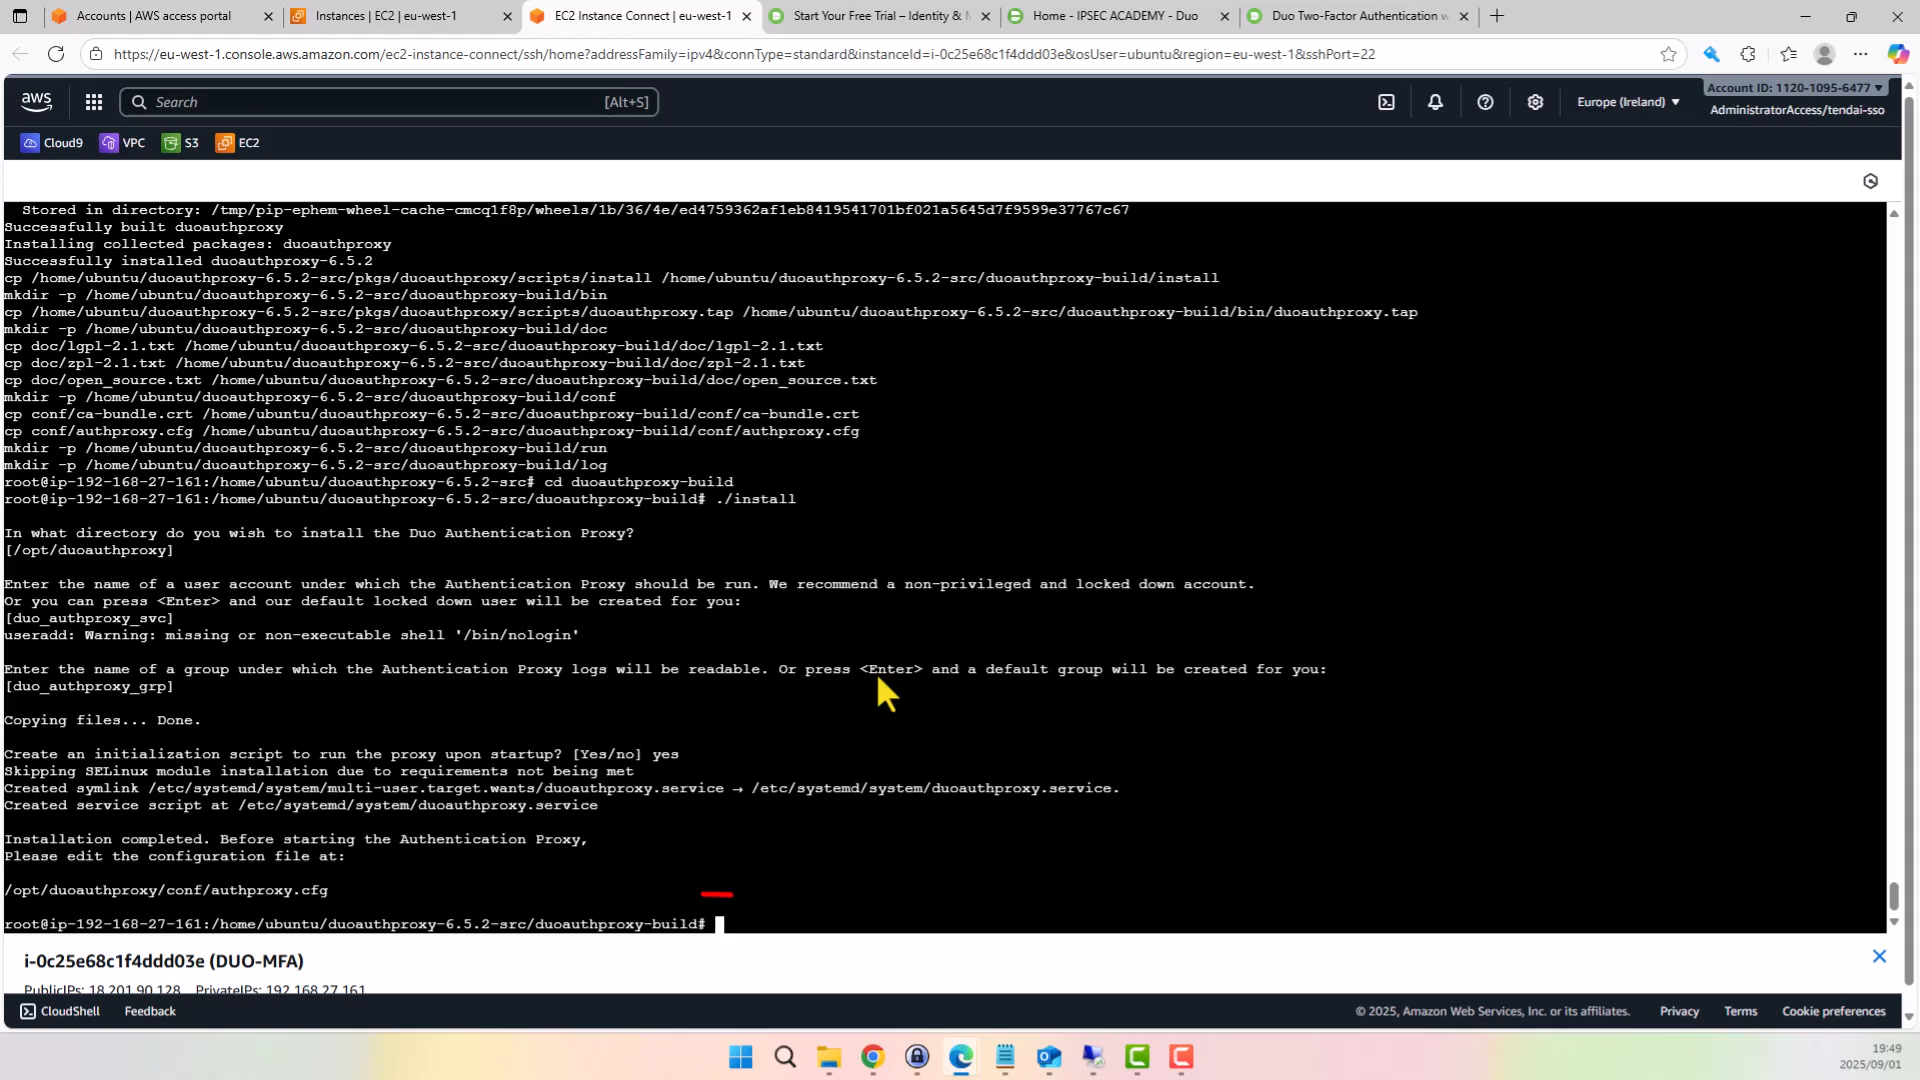 Accounts | AWS access portal
Instances | EC2 | eu-west-1
EC2 Instance Connect | eu-west-1
Start Your Free Trial – Identity &
Home - IPSEC ACADEMY - Duo
Duo Two-Factor Authentication w
https://eu-west-1.console.aws.amazon.com/ec2-instance-connect/ssh/home?addressFamily=ipv4&connType=standard&instanceId=i-0c25e68c1f4ddd03e&osUser=ubuntu&region=eu-west-1&sshPort=22
aws
Search
[Alt+S]
Europe (Ireland)
Account ID: 1120-1095-6477
AdministratorAccess/tendai-sso
Cloud9
VPC
S3
EC2
Stored in directory: /tmp/pip-ephem-wheel-cache-cmcq1f8p/wheels/1b/36/4e/ed4759362af1eb8419541701bf021a5645d7f9599e37767c67
Successfully built duoauthproxy
Installing collected packages: duoauthproxy
Successfully installed duoauthproxy-6.5.2
cp /home/ubuntu/duoauthproxy-6.5.2-src/pkgs/duoauthproxy/scripts/install /home/ubuntu/duoauthproxy-6.5.2-src/duoauthproxy-build/install
mkdir -p /home/ubuntu/duoauthproxy-6.5.2-src/duoauthproxy-build/bin
cp /home/ubuntu/duoauthproxy-6.5.2-src/pkgs/duoauthproxy/scripts/duoauthproxy.tap /home/ubuntu/duoauthproxy-6.5.2-src/duoauthproxy-build/bin/duoauthproxy.tap
mkdir -p /home/ubuntu/duoauthproxy-6.5.2-src/duoauthproxy-build/doc
cp doc/lgpl-2.1.txt /home/ubuntu/duoauthproxy-6.5.2-src/duoauthproxy-build/doc/lgpl-2.1.txt
cp doc/zpl-2.1.txt /home/ubuntu/duoauthproxy-6.5.2-src/duoauthproxy-build/doc/zpl-2.1.txt
cp doc/open_source.txt /home/ubuntu/duoauthproxy-6.5.2-src/duoauthproxy-build/doc/open_source.txt
mkdir -p /home/ubuntu/duoauthproxy-6.5.2-src/duoauthproxy-build/conf
cp conf/ca-bundle.crt /home/ubuntu/duoauthproxy-6.5.2-src/duoauthproxy-build/conf/ca-bundle.crt
cp conf/authproxy.cfg /home/ubuntu/duoauthproxy-6.5.2-src/duoauthproxy-build/conf/authproxy.cfg
mkdir -p /home/ubuntu/duoauthproxy-6.5.2-src/duoauthproxy-build/run
mkdir -p /home/ubuntu/duoauthproxy-6.5.2-src/duoauthproxy-build/log
root@ip-192-168-27-161:/home/ubuntu/duoauthproxy-6.5.2-src# cd duoauthproxy-build
root@ip-192-168-27-161:/home/ubuntu/duoauthproxy-6.5.2-src/duoauthproxy-build# ./install
In what directory do you wish to install the Duo Authentication Proxy?
[/opt/duoauthproxy]
Enter the name of a user account under which the Authentication Proxy should be run. We recommend a non-privileged and locked down account.
Or you can press <Enter> and our default locked down user will be created for you:
[duo_authproxy_svc]
useradd: Warning: missing or non-executable shell '/bin/nologin'
Enter the name of a group under which the Authentication Proxy logs will be readable. Or press <Enter> and a default group will be created for you:
[duo_authproxy_grp]
Copying files... Done.
Create an initialization script to run the proxy upon startup? [Yes/no] yes
Skipping SELinux module installation due to requirements not being met
Created symlink /etc/systemd/system/multi-user.target.wants/duoauthproxy.service → /etc/systemd/system/duoauthproxy.service.
Created service script at /etc/systemd/system/duoauthproxy.service
Installation completed. Before starting the Authentication Proxy,
Please edit the configuration file at:
/opt/duoauthproxy/conf/authproxy.cfg
root@ip-192-168-27-161:/home/ubuntu/duoauthproxy-6.5.2-src/duoauthproxy-build#
i-0c25e68c1f4ddd03e (DUO-MFA)
PublicIPs: 18.201.90.128 PrivateIPs: 192.168.27.161
CloudShell
Feedback
© 2025, Amazon Web Services, Inc. or its affiliates.
Privacy
Terms
Cookie preferences
19:49
2025/09/01